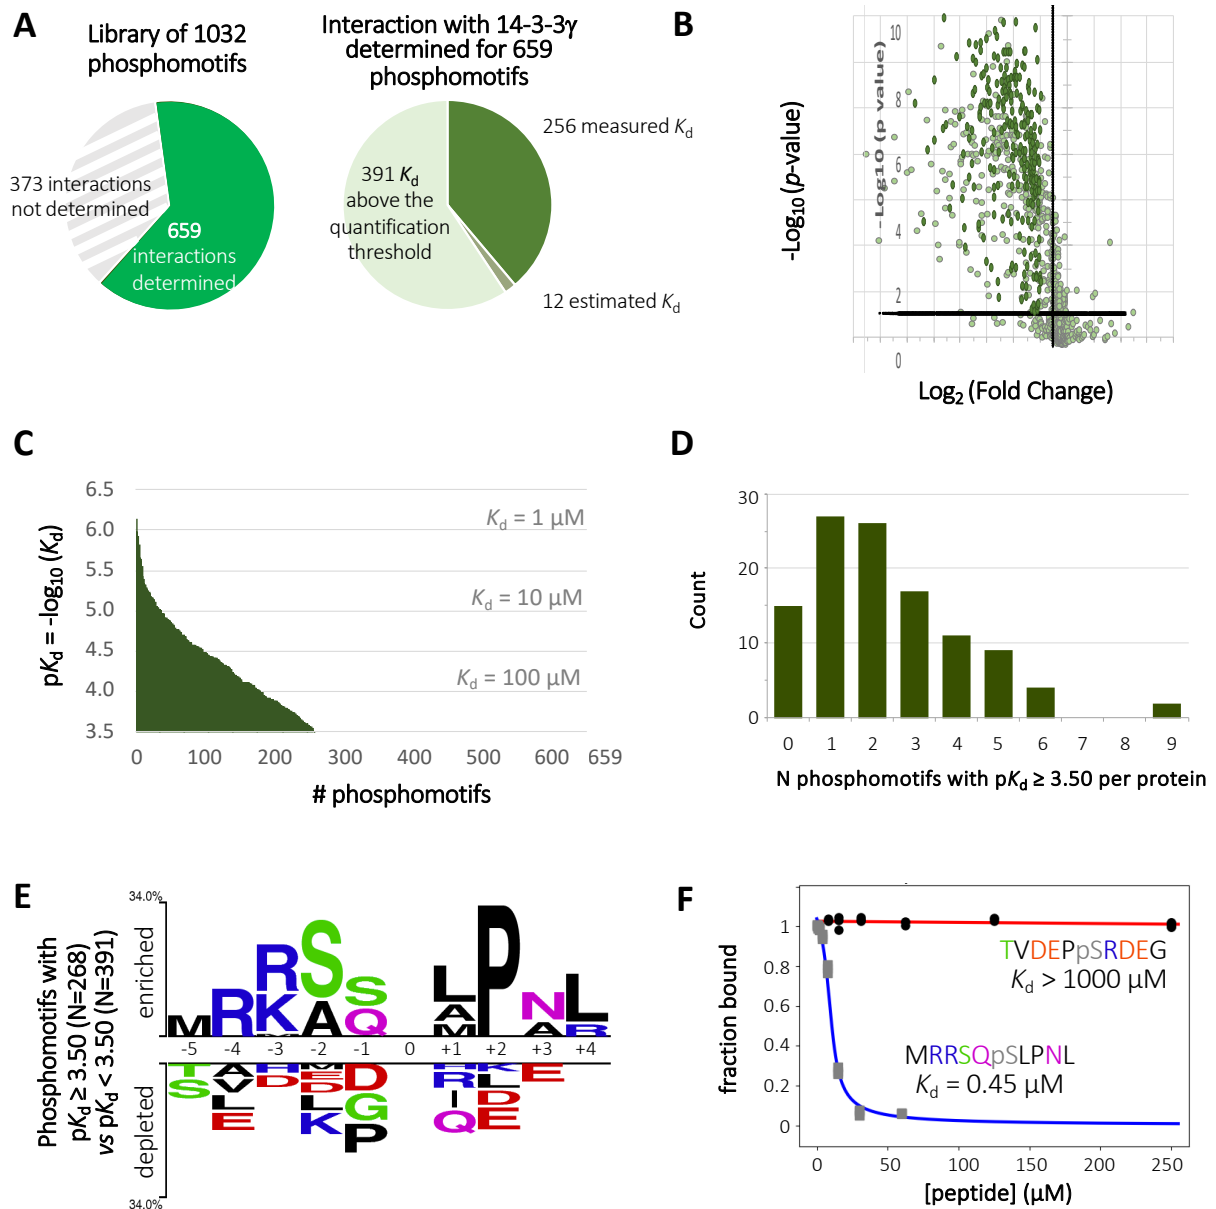 A
Library of 1032
phosphomotifs
373 interactions
not determined
659
interactions
determined
Interaction with 14-3-3γ
determined for 659
phosphomotifs
256 measured Kd
391 Kd
above the
quantification
threshold
12 estimated Kd
B
-Log10 (p-value)
-Log10 (p value)
10
8
6
4
2
0
Log2 (Fold Change)
C
pKd = -log10 (Kd)
6.5
6.0
5.5
5.0
4.5
4.0
3.5
Kd = 1 µM
Kd = 10 µM
Kd = 100 µM
0 100 200 300 400 500 600 659
# phosphomotifs
D
Count
30
20
10
0
0 1 2 3 4 5 6 7 8 9
N phosphomotifs with pKd ≥ 3.50 per protein
E
Phosphomotifs with
pKd ≥ 3.50 (N=268)
vs pKd < 3.50 (N=391)
enriched
depleted
34.0%
M R R K S A S Q L A M P N A L R
-5 -4 -3 -2 -1 0 +1 +2 +3 +4
T S A V L E D L K D G P R I Q L D E E
34.0%
F
fraction bound
1
0.8
0.6
0.4
0.2
0
TVDEPpSRDEG
Kd > 1000 µM
MRRSQpSLPNL
Kd = 0.45 µM
0 50 100 150 200 250
[peptide] (µM)